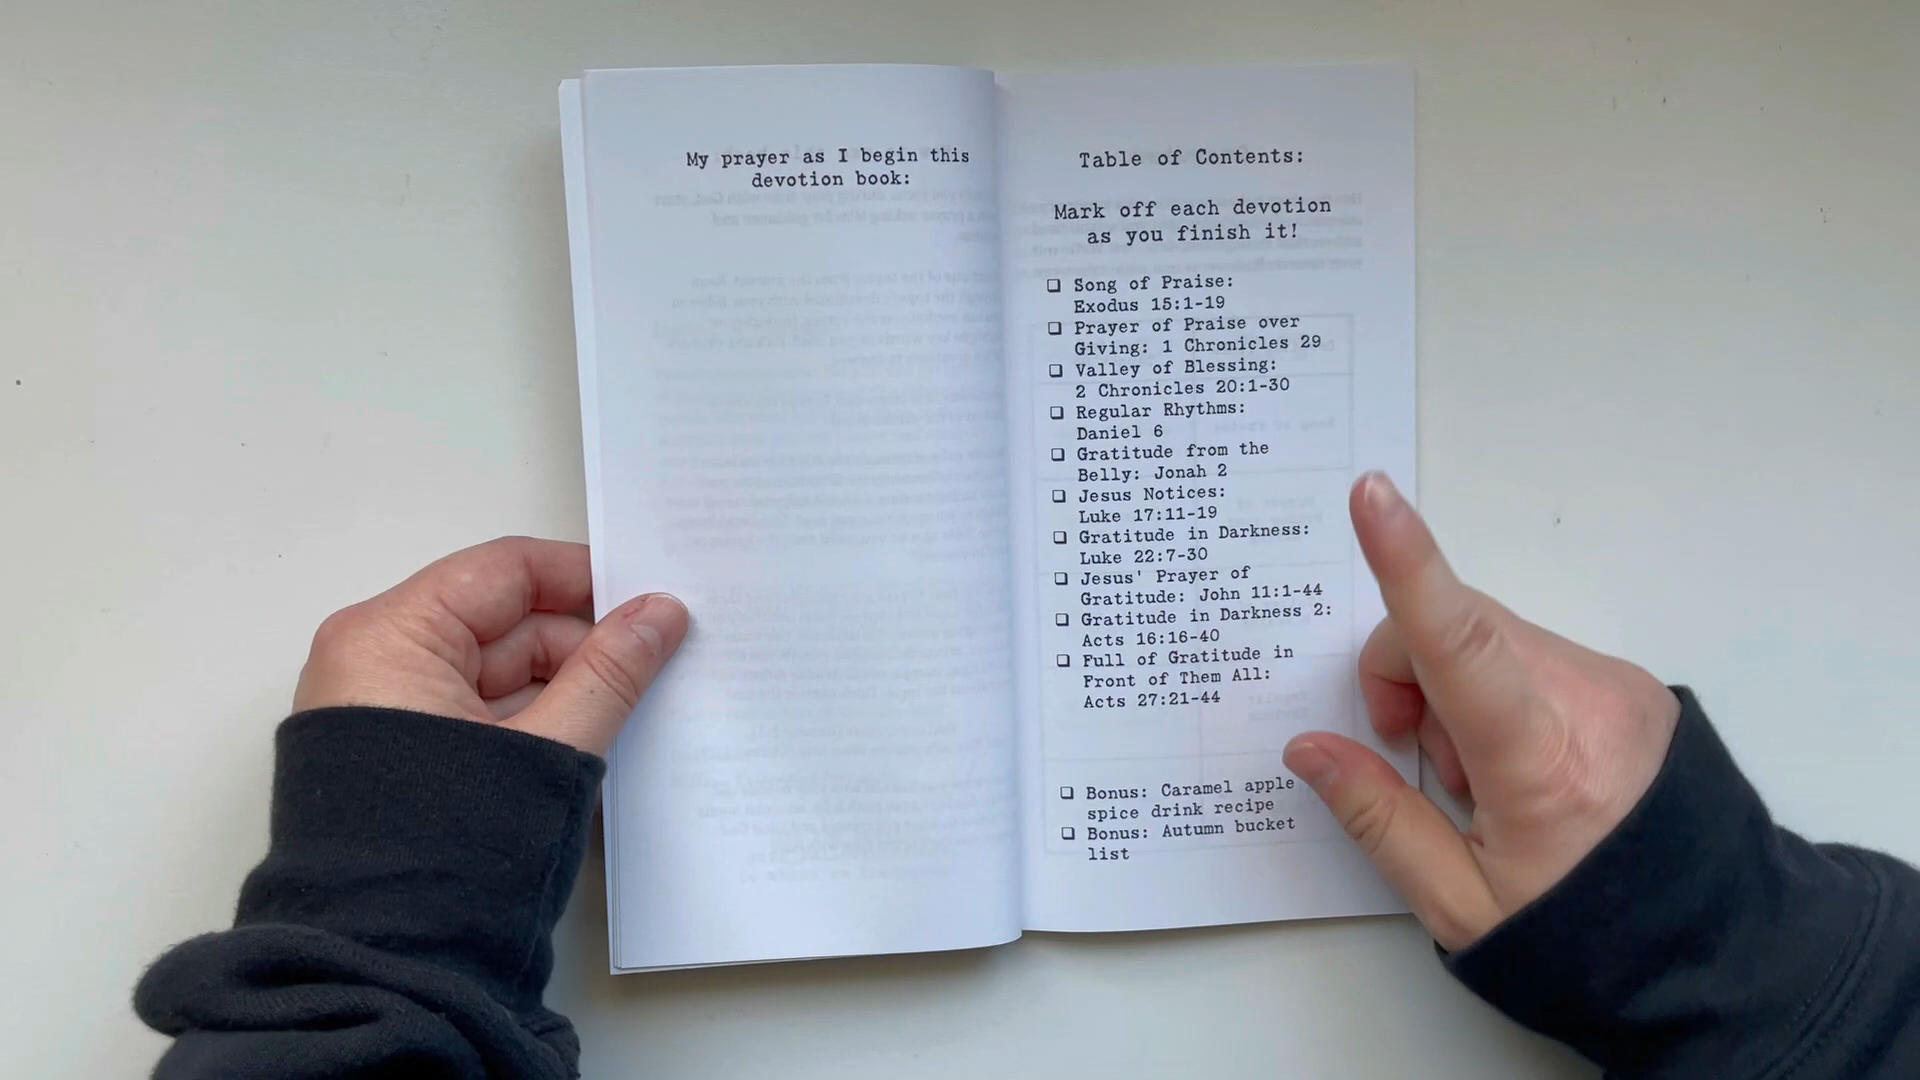 My prayer as I begin this
devotion book:
Table of Contents:
Mark off each devotion
as you finish it!
Song of Praise:
Exodus 15:1-19
Prayer of Praise over
Giving: 1 Chronicles 29
Valley of Blessing:
2 Chronicles 20:1-30
Regular Rhythms:
Daniel 6
Gratitude from the
Belly: Jonah 2
Jesus Notices:
Luke 17:11-19
Gratitude in Darkness:
Luke 22:7-30
Jesus' Prayer of
Gratitude: John 11:1-44
Gratitude in Darkness 2:
Acts 16:16-40
Full of Gratitude in
Front of Them All:
Acts 27:21-44
Bonus: Caramel apple
spice drink recipe
Bonus: Autumn bucket
list